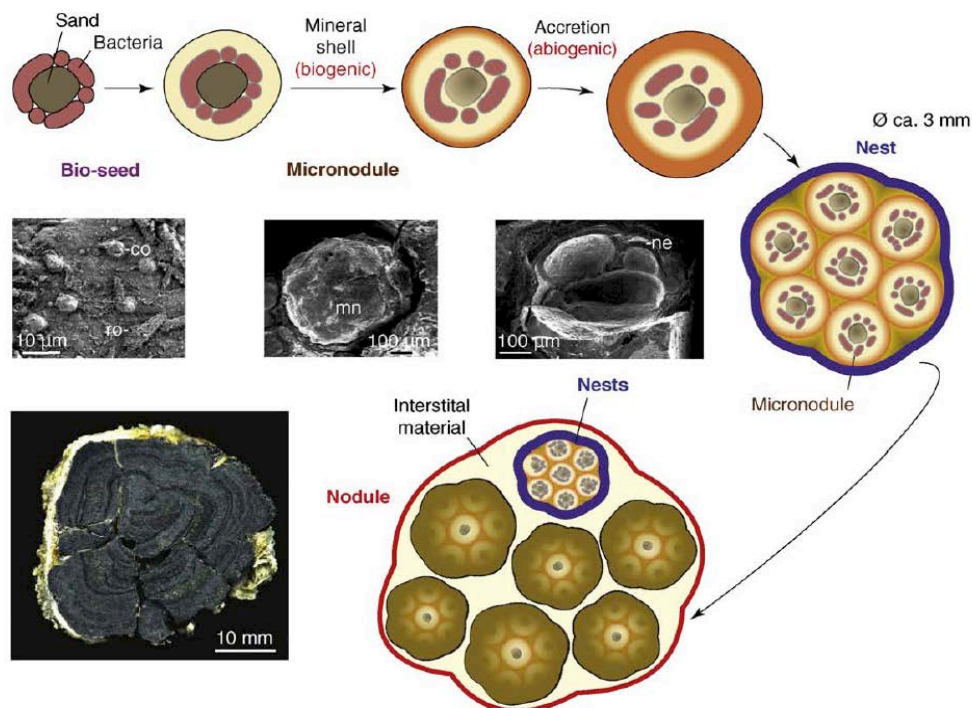 Sand
Bacteria
Mineral
shell
(biogenic)
Accretion
(abiogenic)
Ø ca. 3 mm
Nest
Bio-seed
Micronodule
-co
ro-
10 µm
mn
100 µm
-ne
100 µm
Micronodule
Nests
Interstital
material
Nodule
10 mm